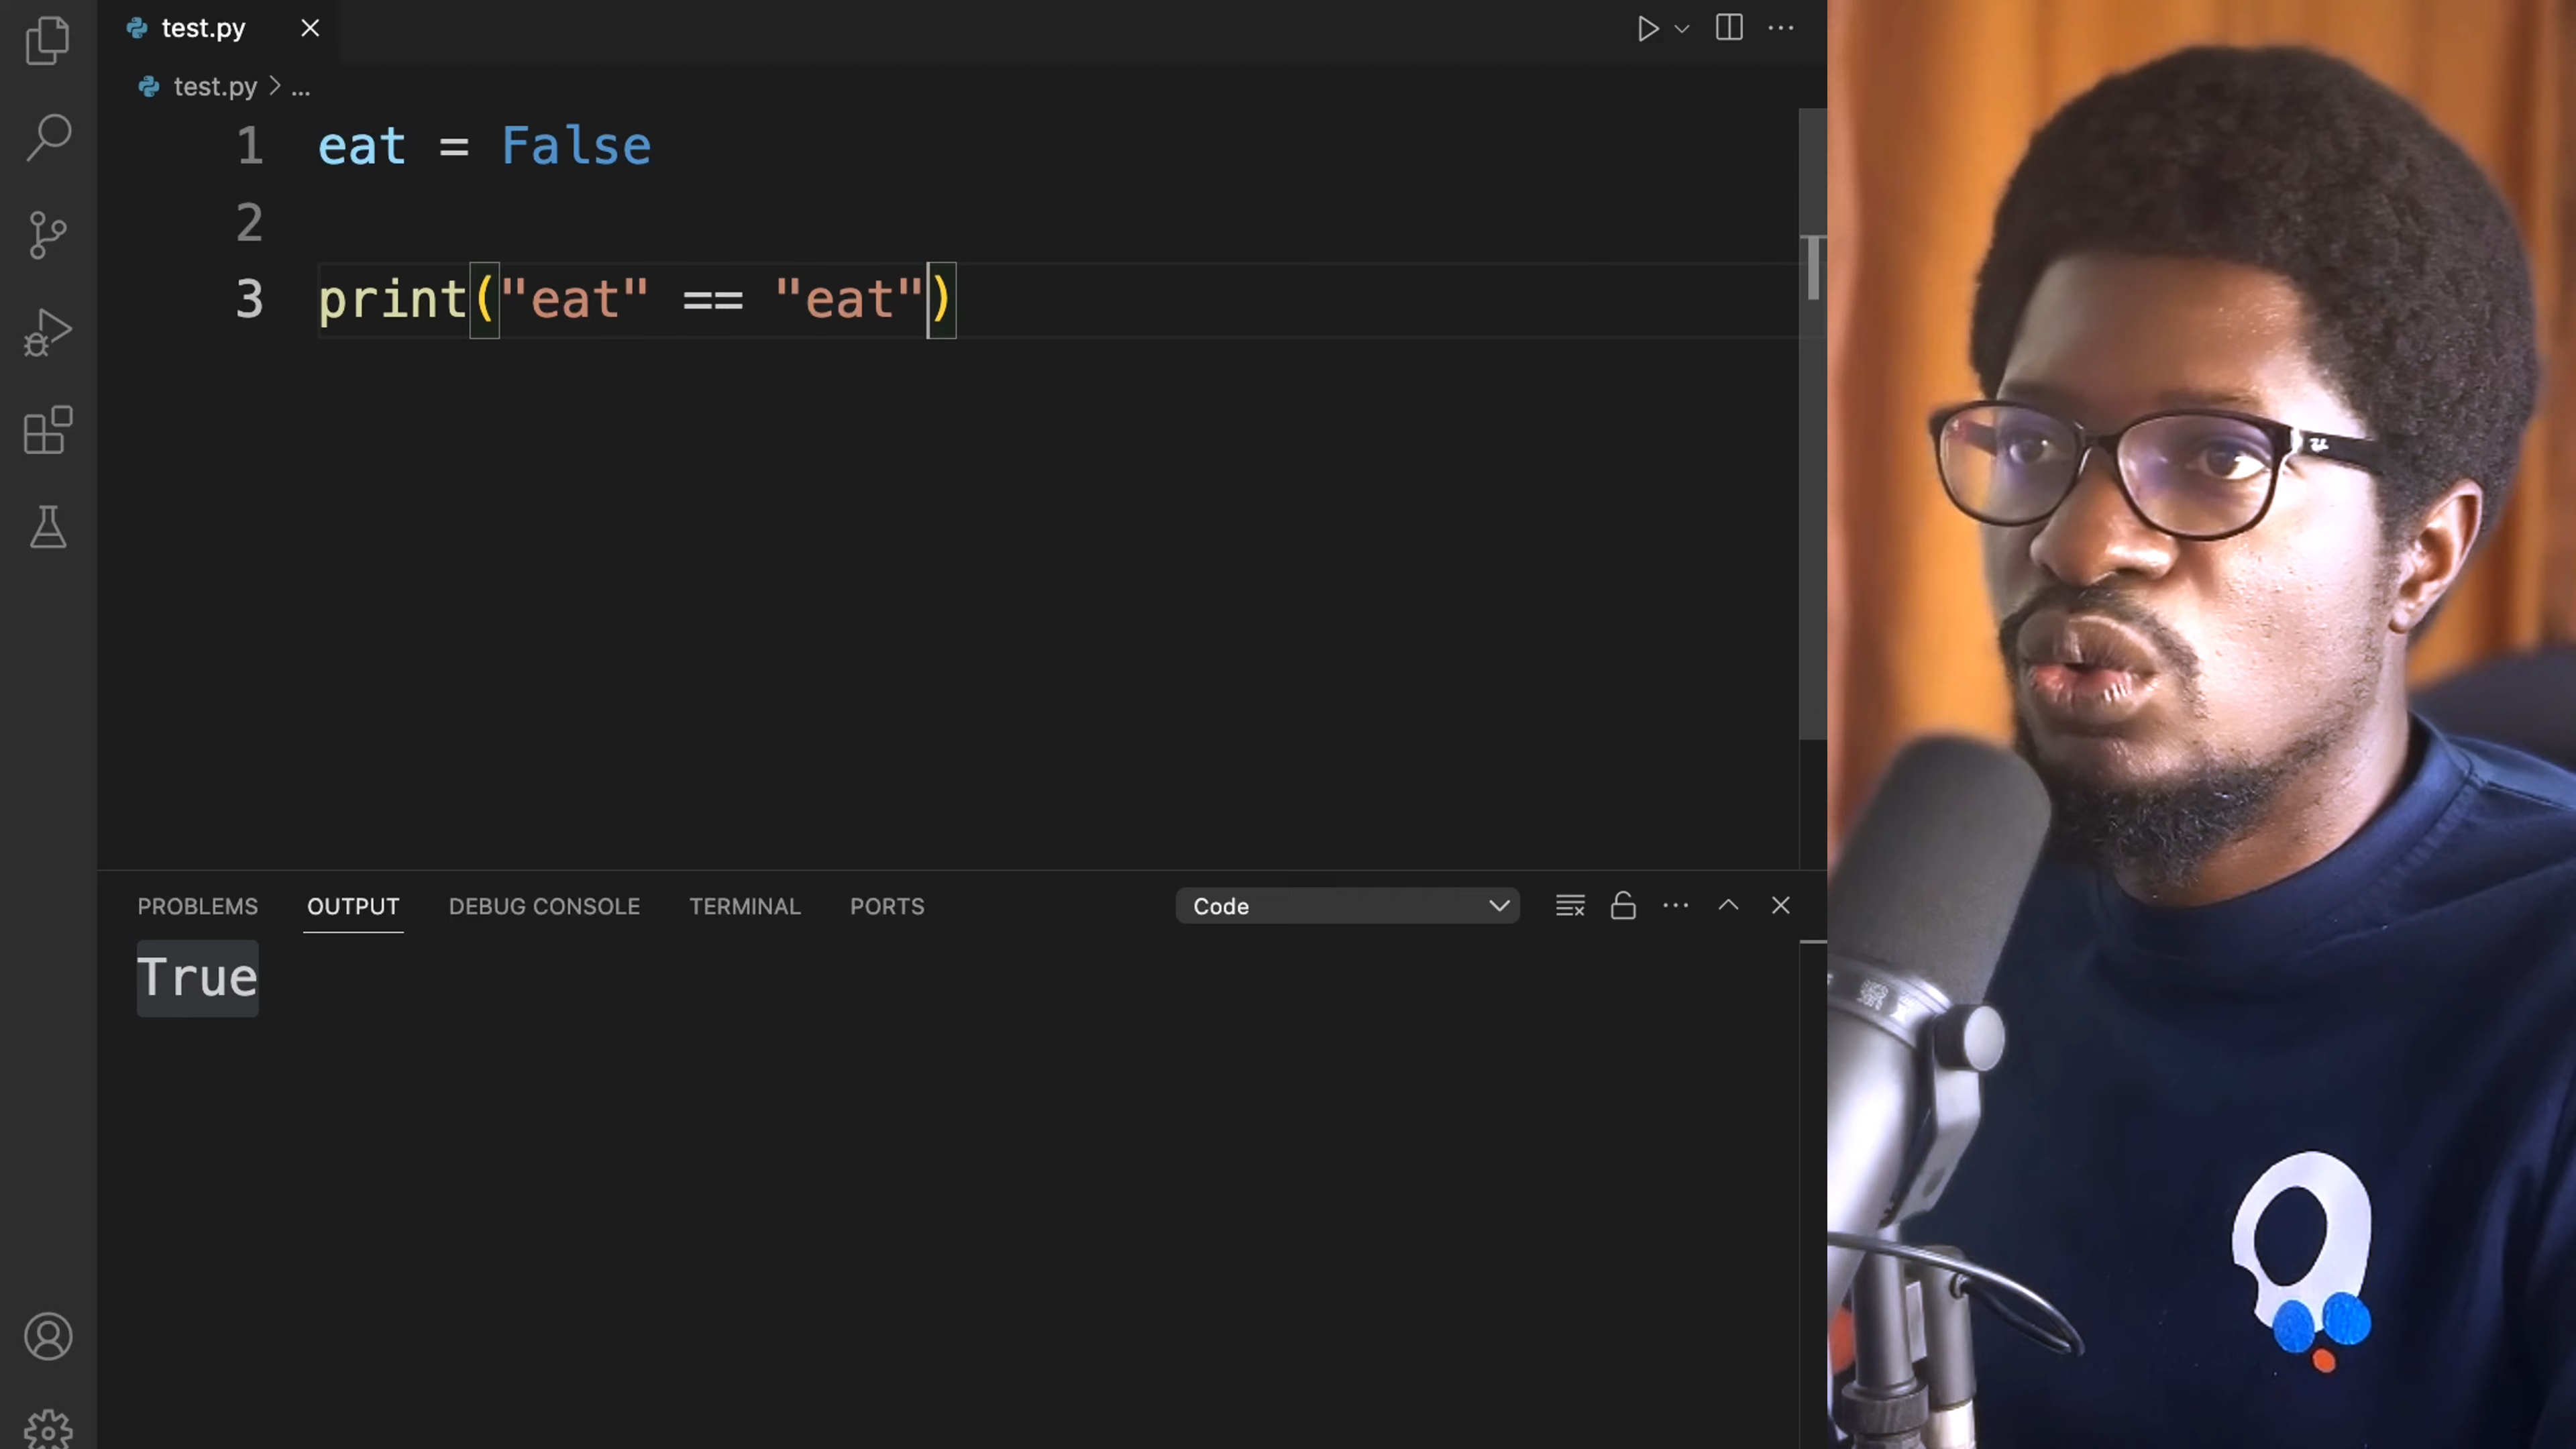 test.py
test.py > ...
1 eat = False
2
3 print("eat" == "eat")
PROBLEMS OUTPUT DEBUG CONSOLE TERMINAL PORTS Code
True